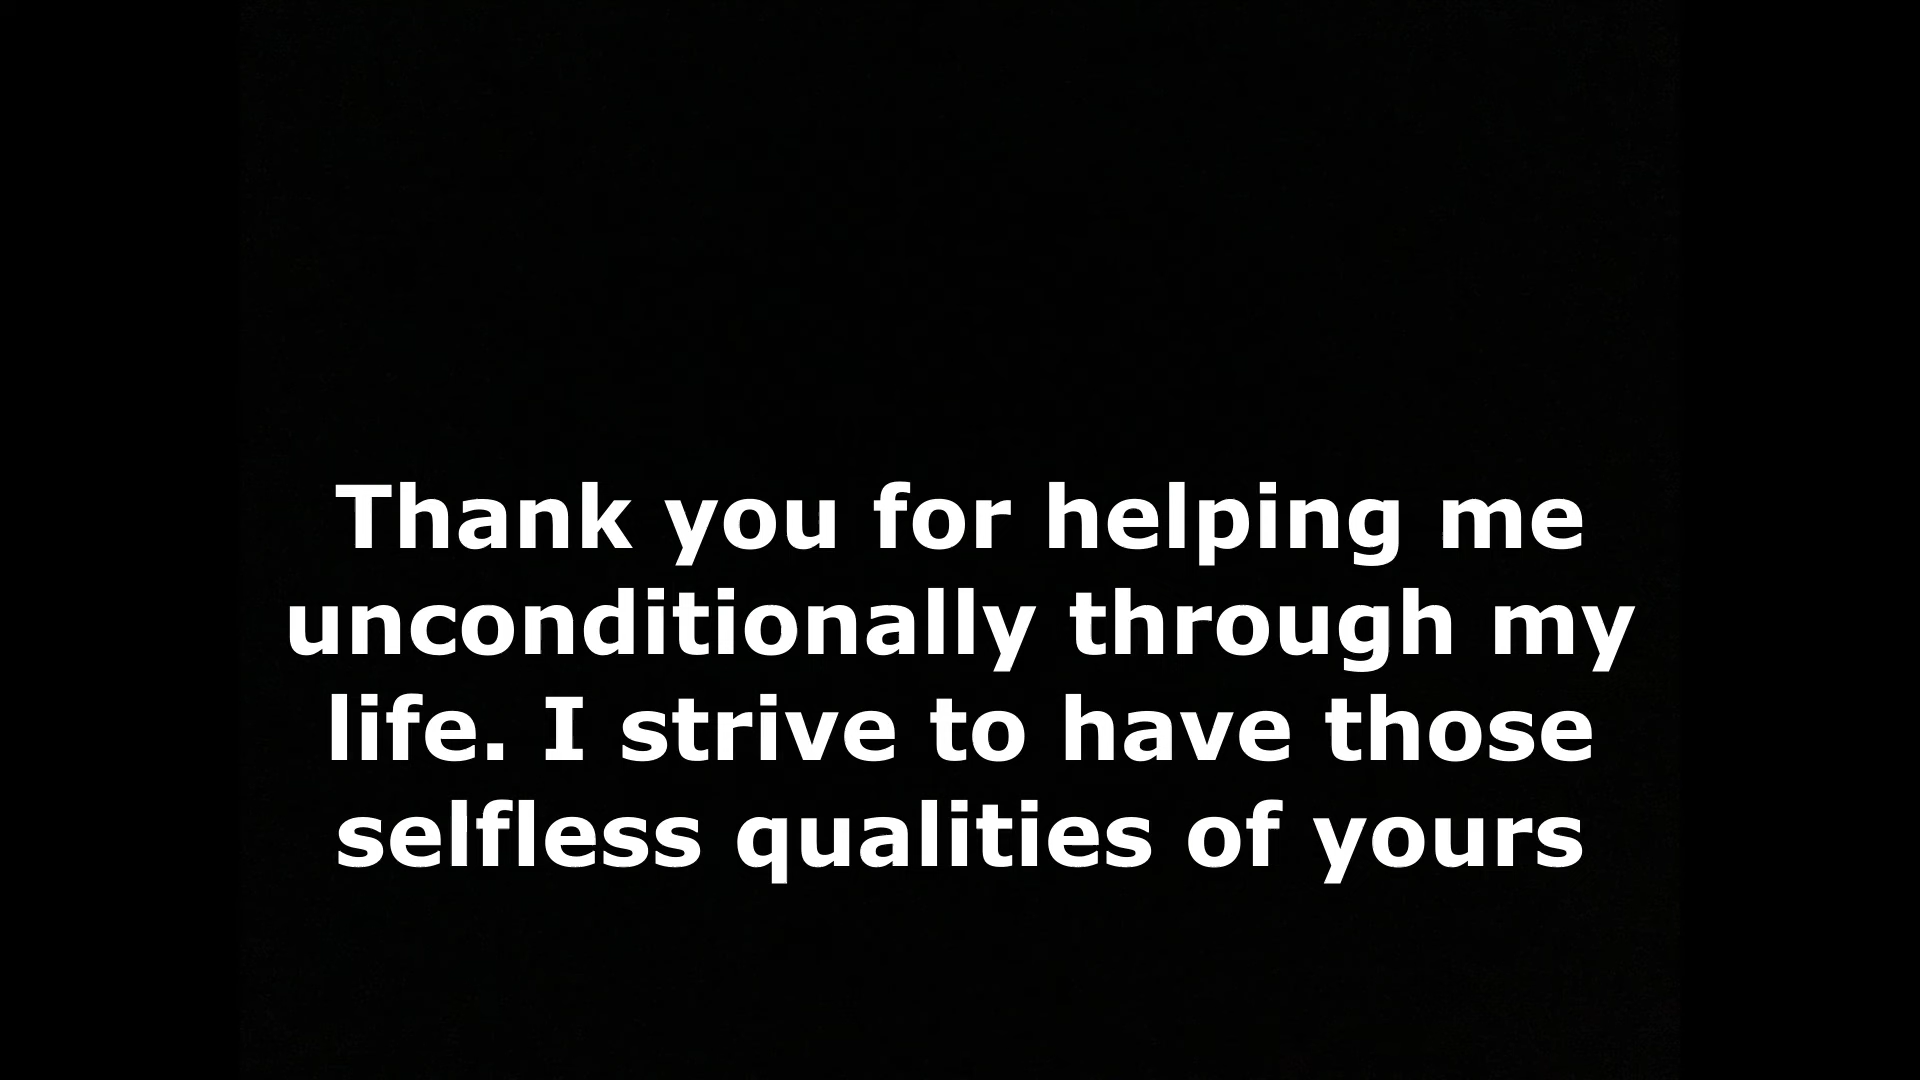 Thank you for helping me
unconditionally through my
life. I strive to have those
selfless qualities of yours